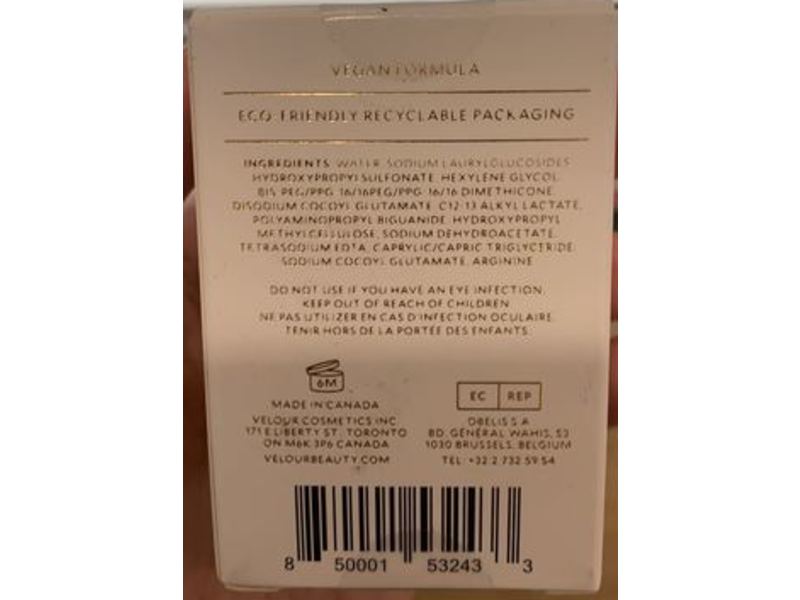 VEGAN FORMULA
ECO-FRIENDLY RECYCLABLE PACKAGING
INGREDIENTS: WATER, SODIUM LAURYLGLUCOSIDES
HYDROXYPROPYL SULFONATE, HEXYLENE GLYCOL,
BIS-PEG/PPG-16/16PEG/PPG-16/16 DIMETHICONE,
DISODIUM COCOYL GLUTAMATE, C12-13 ALKYL LACTATE,
POLYAMINOPROPYL BIGUANIDE, HYDROXYPROPYL
METHYLCELLULOSE, SODIUM DEHYDROACETATE,
TETRASODIUM EDTA, CAPRYLIC/CAPRIC TRIGLYCERIDE,
SODIUM COCOYL GLUTAMATE, ARGININE
DO NOT USE IF YOU HAVE AN EYE INFECTION.
KEEP OUT OF REACH OF CHILDREN.
NE PAS UTILIZER EN CAS D'INFECTION OCULAIRE.
TENIR HORS DE LA PORTÉE DES ENFANTS.
6M
MADE IN CANADA
VELOUR COSMETICS INC
171 E LIBERTY ST, TORONTO
ON M6K 3P6 CANADA
VELOURBEAUTY.COM
EC REP
OBELIS S.A
BD. GÉNÉRAL WAHIS, 53
1030 BRUSSELS, BELGIUM
TEL: +32 2 732 59 54
8 50001 53243 3